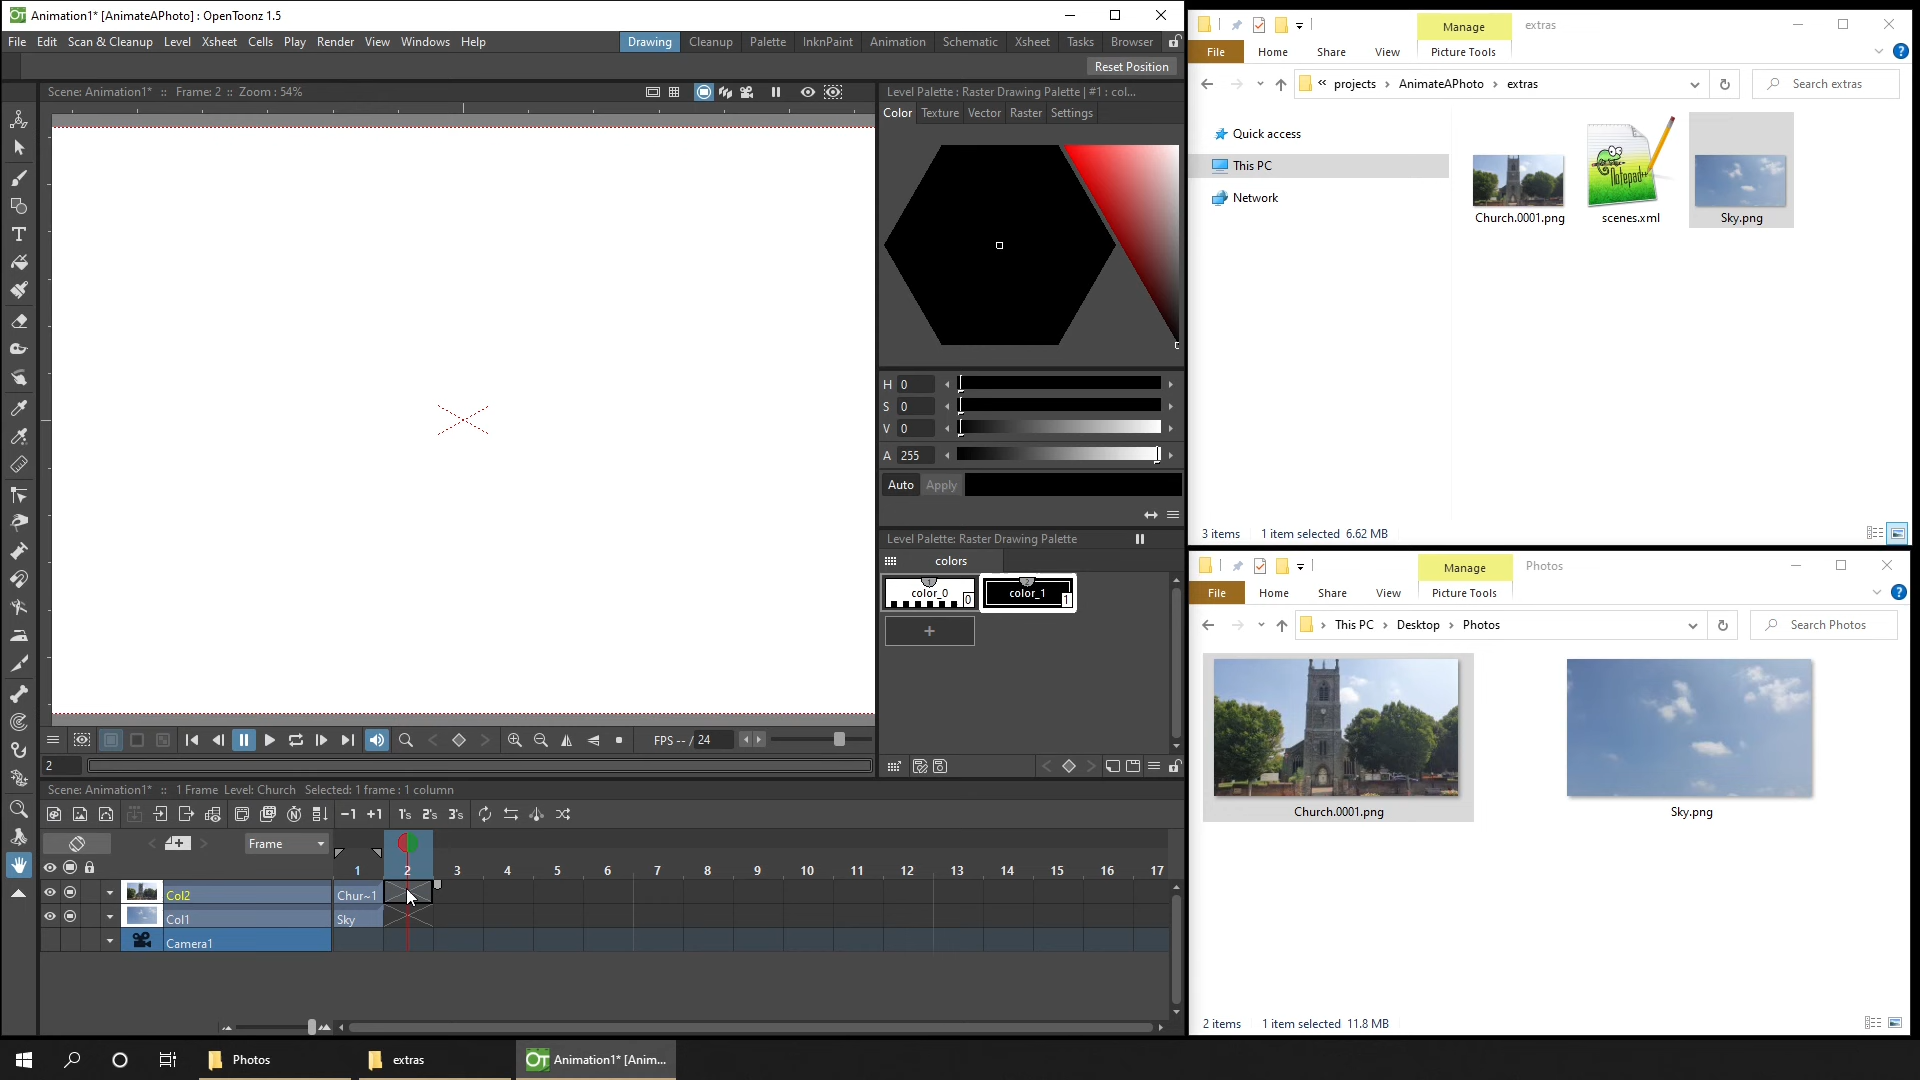 Animation1* [AnimateAPhoto] : OpenToonz 1.5
File Edit Scan & Cleanup Level Xsheet Cells Play Render View Windows Help
Drawing Cleanup Palette InknPaint Animation Schematic Xsheet Tasks Browser
Reset Position
Scene: Animation1* :: Frame: 2 :: Zoom : 54%
Level Palette : Raster Drawing Palette | #1 : col...
Color Texture Vector Raster Settings
H 0
S 0
V 0
A 255
Auto Apply
Level Palette: Raster Drawing Palette
colors
color_0 0
color_1 1
+
FPS -- / 24
2
Scene: Animation1* :: 1 Frame Level: Church Selected: 1 frame : 1 column
-1 +1 1's 2's 3's
Frame
1 2 3 4 5 6 7 8 9 10 11 12 13 14 15 16 17
Col2 Chur~1
Col1 Sky
Camera1
Manage extras
File Home Share View Picture Tools
« projects › AnimateAPhoto › extras
Search extras
Quick access
This PC
Network
Notepad++
Church.0001.png scenes.xml Sky.png
3 items 1 item selected 6.62 MB
Manage Photos
File Home Share View Picture Tools
› This PC › Desktop › Photos
Search Photos
Church.0001.png Sky.png
2 items 1 item selected 11.8 MB
Photos extras Animation1* [Anim...